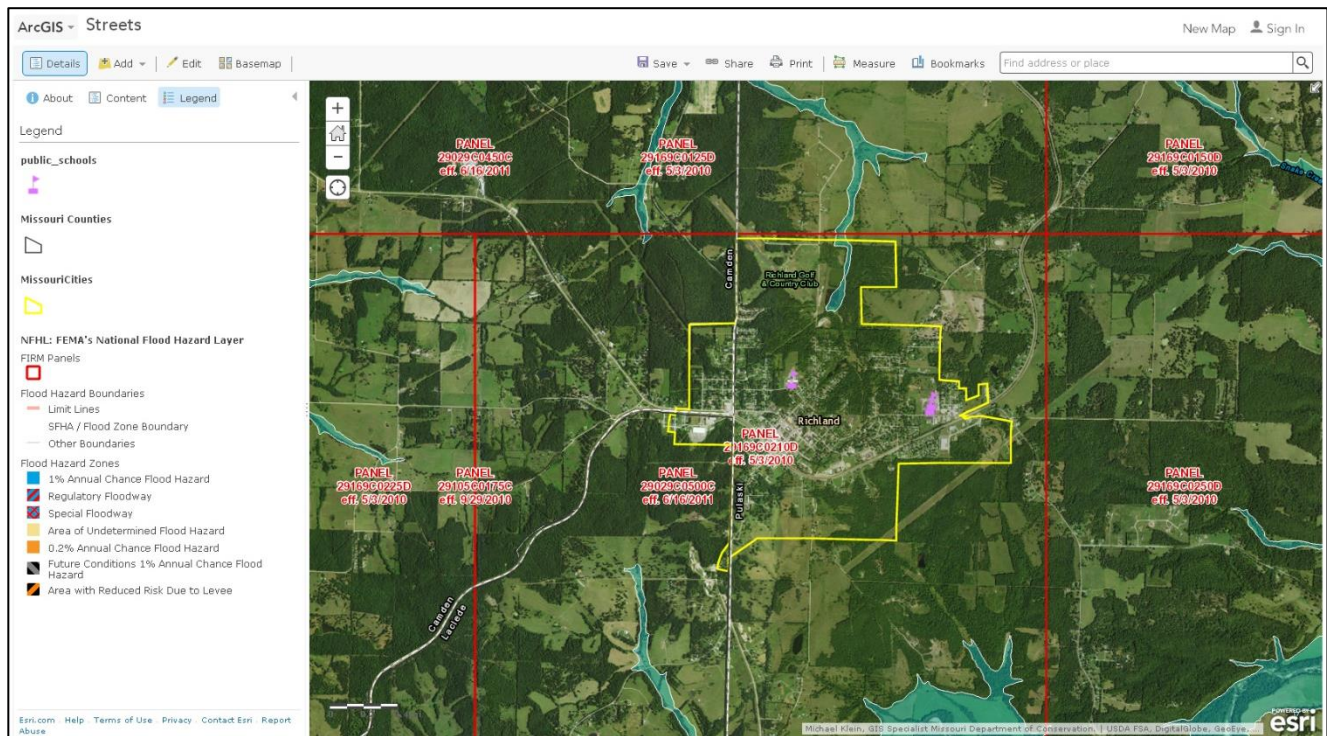 ArcGIS Streets
New Map Sign In
Details Add Edit Basemap Save Share Print Measure Bookmarks Find address or place
About Content Legend
Legend
public_schools
Missouri Counties
MissouriCities
NFHL: FEMA's National Flood Hazard Layer
FIRM Panels
Flood Hazard Boundaries
Limit Lines
SFHA / Flood Zone Boundary
Other Boundaries
Flood Hazard Zones
1% Annual Chance Flood Hazard
Regulatory Floodway
Special Floodway
Area of Undetermined Flood Hazard
0.2% Annual Chance Flood Hazard
Future Conditions 1% Annual Chance Flood
Hazard
Area with Reduced Risk Due to Levee
Esri.com Help Terms of Use Privacy Contact Esri Report
Abuse
PANEL
29029C0450C
eff. 6/16/2011
PANEL
29169C0125D
eff. 5/3/2010
PANEL
29169C0150D
eff. 5/3/2010
Camden
Richland Golf
& Country Club
Richland
PANEL
29169C0210D
eff. 5/3/2010
PANEL
29169C0225D
eff. 5/3/2010
PANEL
29105C0175C
eff. 9/29/2010
PANEL
29029C0500C
eff. 6/16/2011
Pulaski
PANEL
29169C0250D
eff. 5/3/2010
Camden
Laclede
Michael Klein, GIS Specialist Missouri Department of Conservation, | USDA FSA, DigitalGlobe, GeoEye, ...
POWERED BY
esri